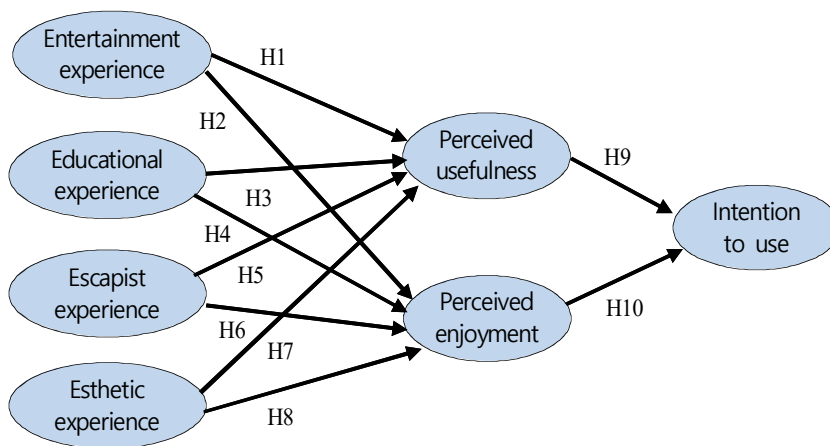 Entertainment
experience
H1
H2
Educational
experience
H3
H4
Escapist
experience
H5
H6
Esthetic
experience
H7
H8
Perceived
usefulness
Perceived
enjoyment
H9
H10
Intention
to use